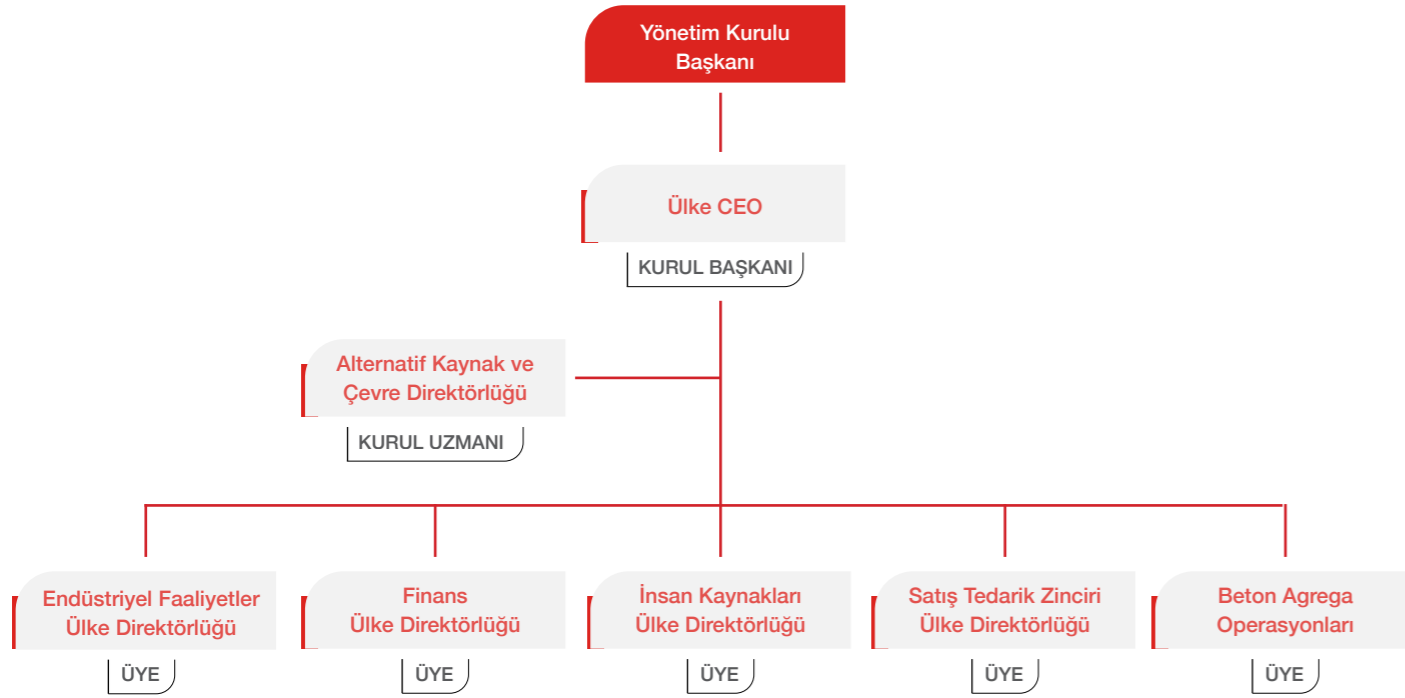 Yönetim Kurulu
Başkanı
Ülke CEO
KURUL BAŞKANI
Alternatif Kaynak ve
Çevre Direktörlüğü
KURUL UZMANI
Endüstriyel Faaliyetler
Ülke Direktörlüğü
ÜYE
Finans
Ülke Direktörlüğü
ÜYE
İnsan Kaynakları
Ülke Direktörlüğü
ÜYE
Satış Tedarik Zinciri
Ülke Direktörlüğü
ÜYE
Beton Agrega
Operasyonları
ÜYE